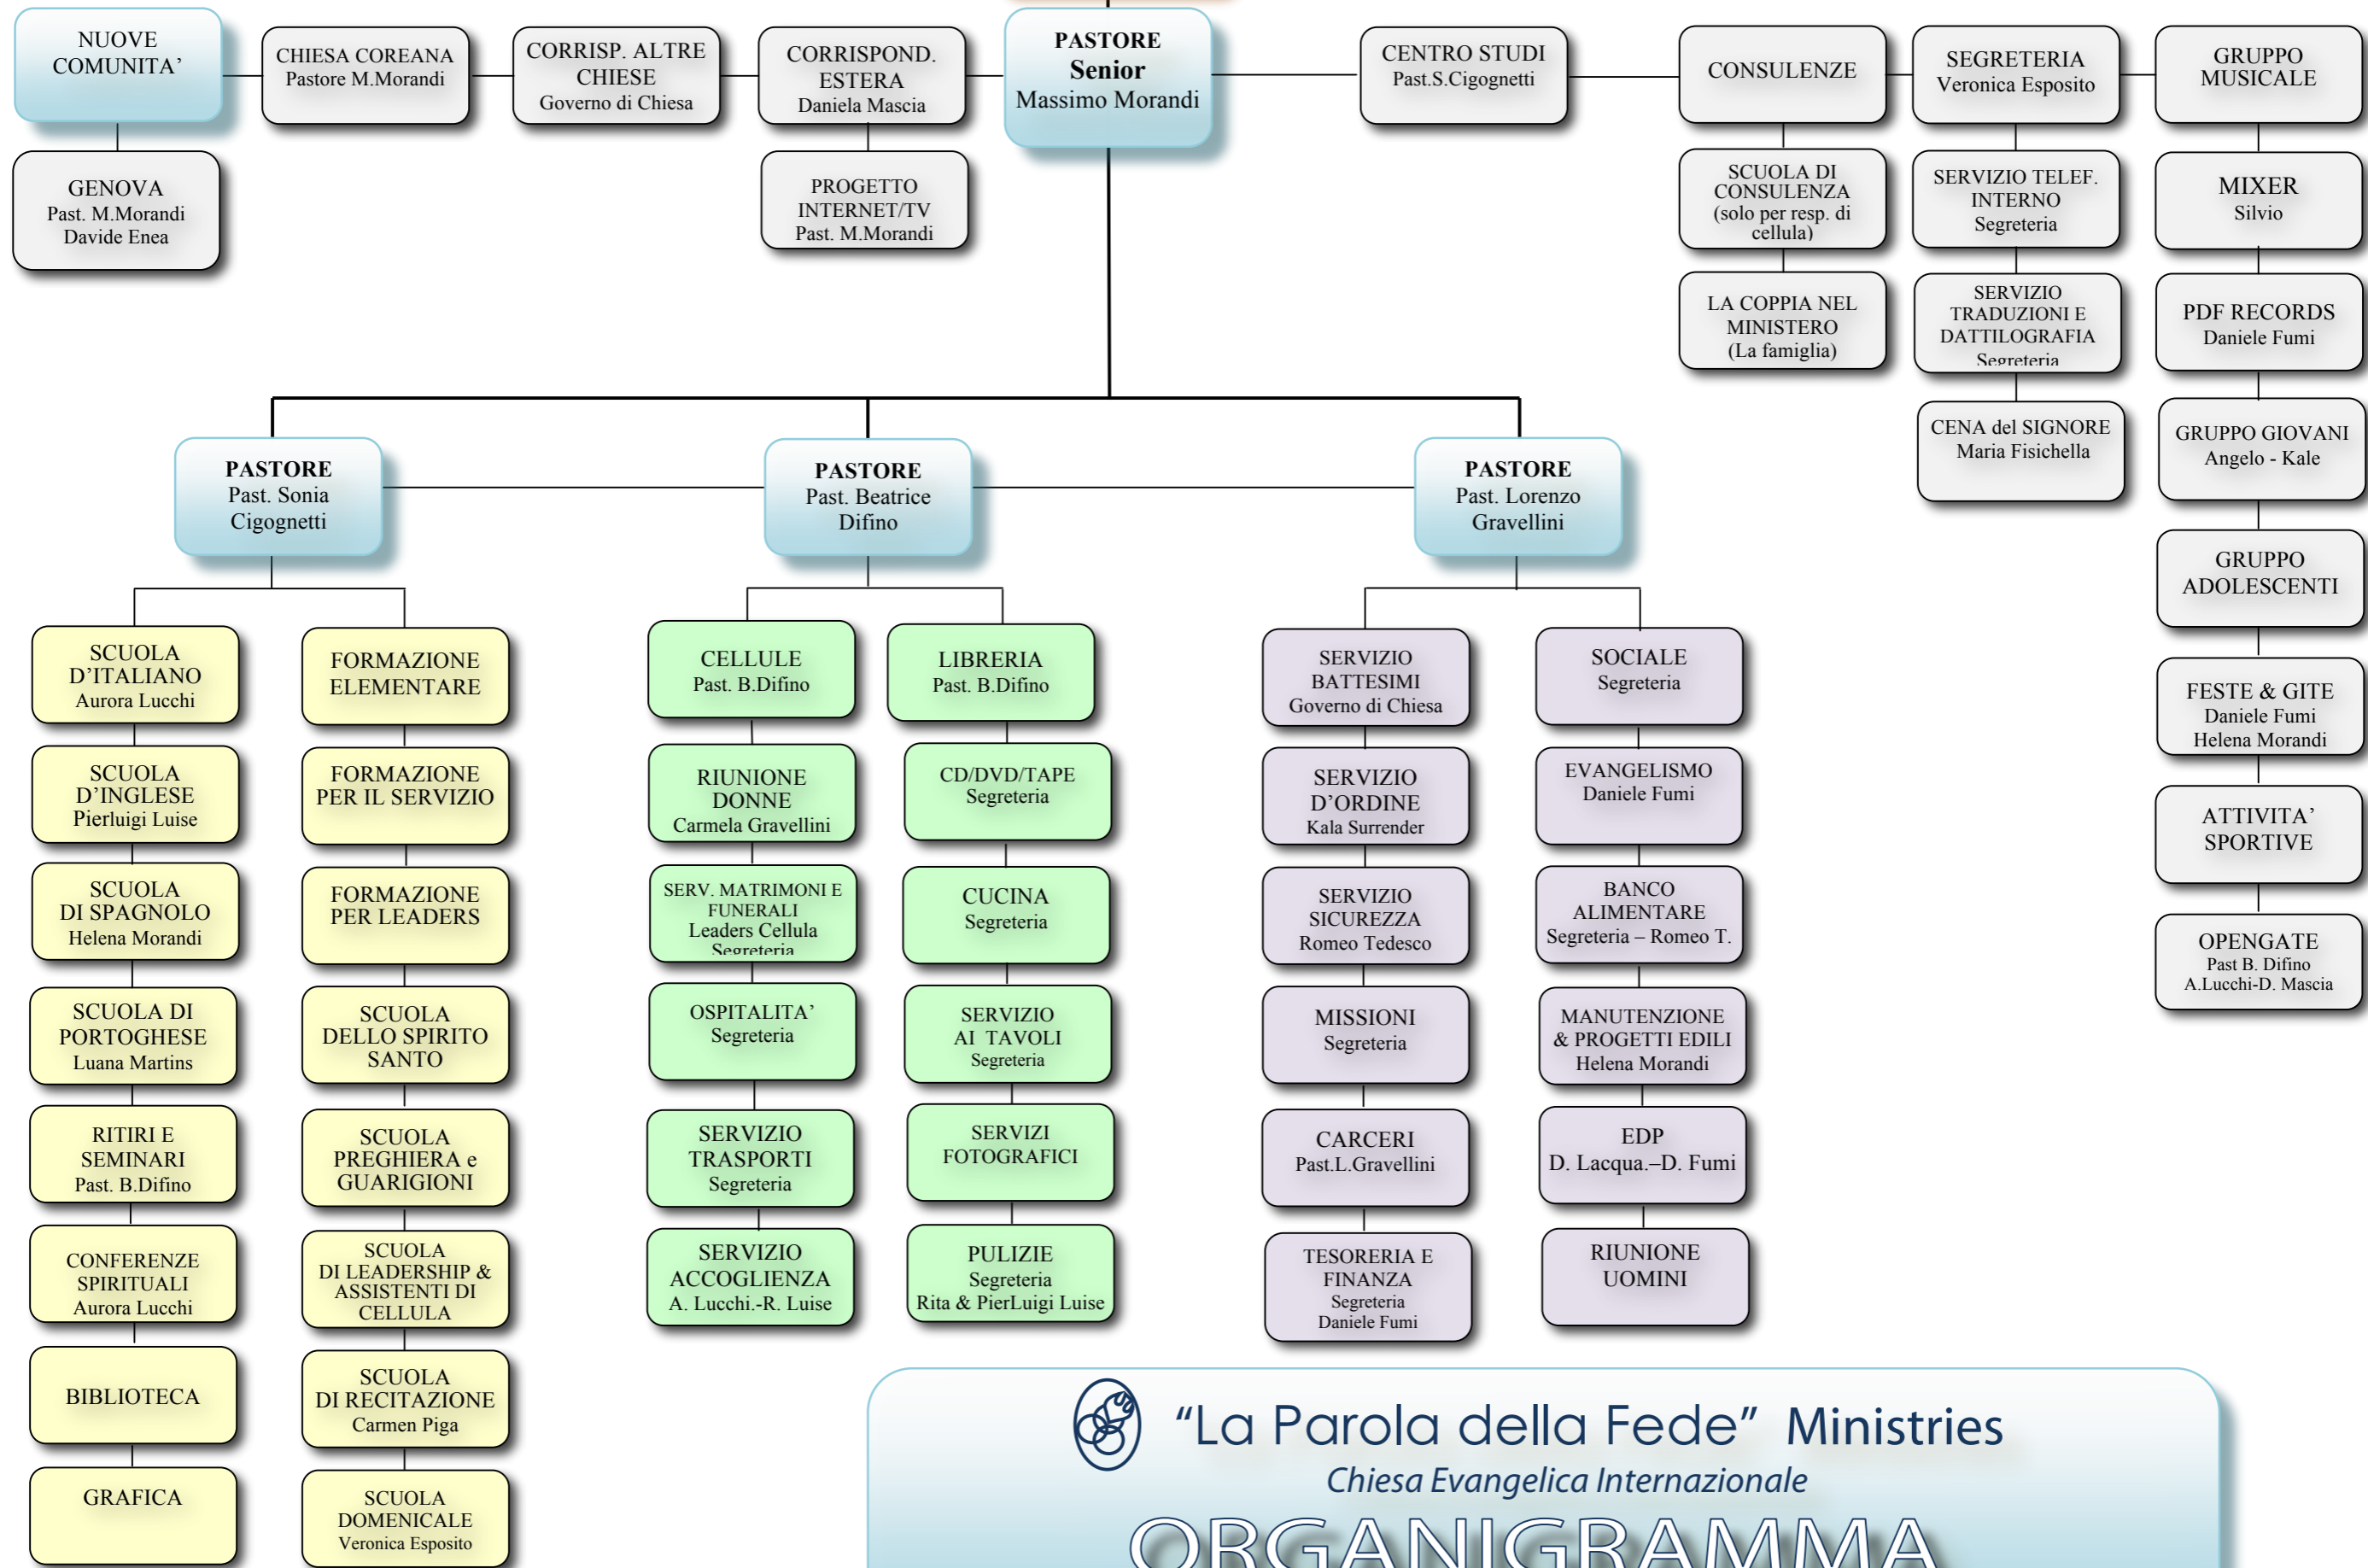 NUOVE
COMUNITA’
CHIESA COREANA
Pastore M.Morandi
CORRISP. ALTRE
CHIESE
Governo di Chiesa
CORRISPOND.
ESTERA
Daniela Mascia
PASTORE
Senior
Massimo Morandi
CENTRO STUDI
Past.S.Cigognetti
CONSULENZE
SEGRETERIA
Veronica Esposito
GRUPPO
MUSICALE
GENOVA
Past. M.Morandi
Davide Enea
PROGETTO
INTERNET/TV
Past. M.Morandi
SCUOLA DI
CONSULENZA
(solo per resp. di
cellula)
SERVIZIO TELEF.
INTERNO
Segreteria
MIXER
Silvio
LA COPPIA NEL
MINISTERO
(La famiglia)
SERVIZIO
TRADUZIONI E
DATTILOGRAFIA
Segreteria
PDF RECORDS
Daniele Fumi
CENA del SIGNORE
Maria Fisichella
GRUPPO GIOVANI
Angelo - Kale
GRUPPO
ADOLESCENTI
FESTE & GITE
Daniele Fumi
Helena Morandi
ATTIVITA’
SPORTIVE
OPENGATE
Past B. Difino
A.Lucchi-D. Mascia
PASTORE
Past. Sonia
Cigognetti
PASTORE
Past. Beatrice
Difino
PASTORE
Past. Lorenzo
Gravellini
SCUOLA
D’ITALIANO
Aurora Lucchi
SCUOLA
D’INGLESE
Pierluigi Luise
SCUOLA
DI SPAGNOLO
Helena Morandi
SCUOLA DI
PORTOGHESE
Luana Martins
RITIRI E
SEMINARI
Past. B.Difino
CONFERENZE
SPIRITUALI
Aurora Lucchi
BIBLIOTECA
GRAFICA
FORMAZIONE
ELEMENTARE
FORMAZIONE
PER IL SERVIZIO
FORMAZIONE
PER LEADERS
SCUOLA
DELLO SPIRITO
SANTO
SCUOLA
PREGHIERA e
GUARIGIONI
SCUOLA
DI LEADERSHIP &
ASSISTENTI DI
CELLULA
SCUOLA
DI RECITAZIONE
Carmen Piga
SCUOLA
DOMENICALE
Veronica Esposito
CELLULE
Past. B.Difino
RIUNIONE
DONNE
Carmela Gravellini
SERV. MATRIMONI E
FUNERALI
Leaders Cellula
Segreteria
OSPITALITA’
Segreteria
SERVIZIO
TRASPORTI
Segreteria
SERVIZIO
ACCOGLIENZA
A. Lucchi.-R. Luise
LIBRERIA
Past. B.Difino
CD/DVD/TAPE
Segreteria
CUCINA
Segreteria
SERVIZIO
AI TAVOLI
Segreteria
SERVIZI
FOTOGRAFICI
PULIZIE
Segreteria
Rita & PierLuigi Luise
SERVIZIO
BATTESIMI
Governo di Chiesa
SERVIZIO
D’ORDINE
Kala Surrender
SERVIZIO
SICUREZZA
Romeo Tedesco
MISSIONI
Segreteria
CARCERI
Past.L.Gravellini
TESORERIA E
FINANZA
Segreteria
Daniele Fumi
SOCIALE
Segreteria
EVANGELISMO
Daniele Fumi
BANCO
ALIMENTARE
Segreteria – Romeo T.
MANUTENZIONE
& PROGETTI EDILI
Helena Morandi
EDP
D. Lacqua.–D. Fumi
RIUNIONE
UOMINI
“La Parola della Fede” Ministries
Chiesa Evangelica Internazionale
ORGANIGRAMMA